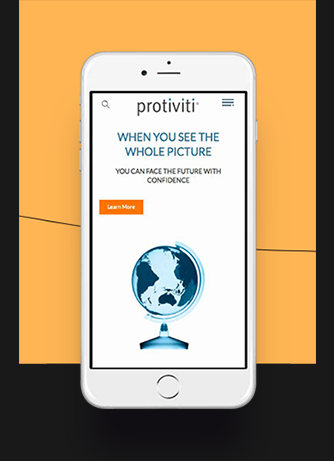 protiviti®
WHEN YOU SEE THE
WHOLE PICTURE
YOU CAN FACE THE FUTURE WITH
CONFIDENCE
Learn More